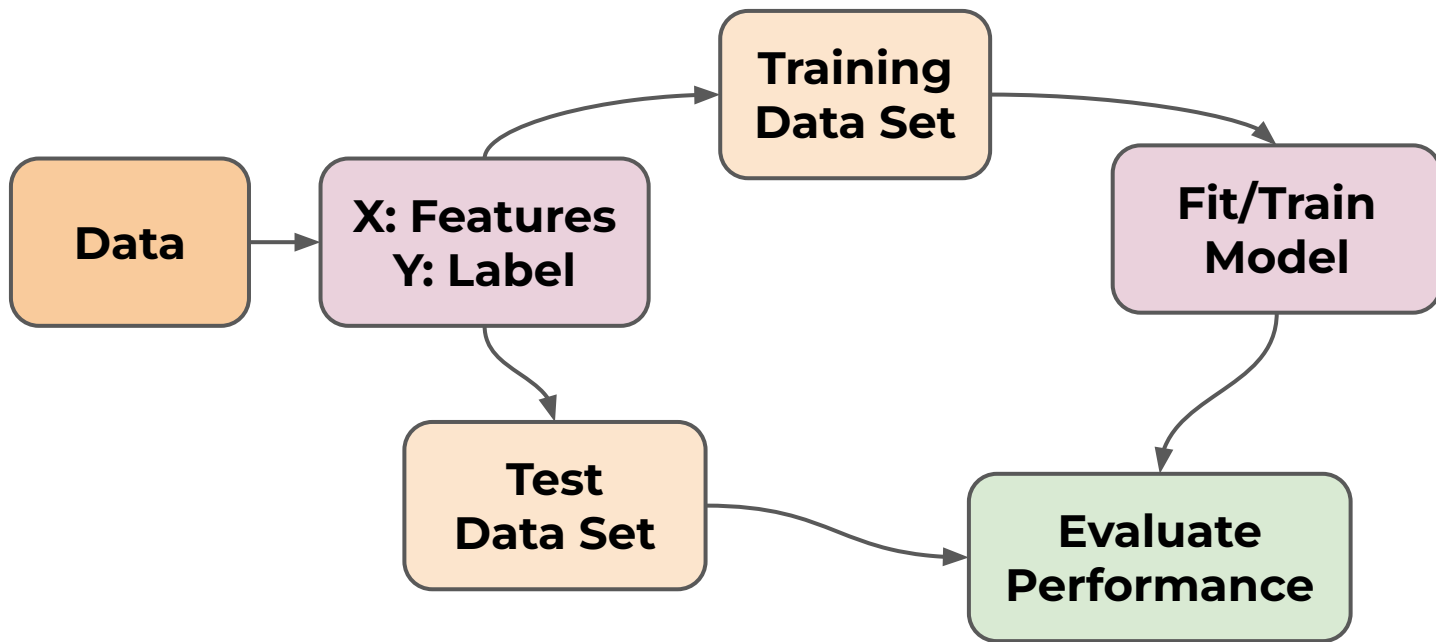 Training
Data Set
Data
X: Features
Y: Label
Fit/Train
Model
Test
Data Set
Evaluate
Performance